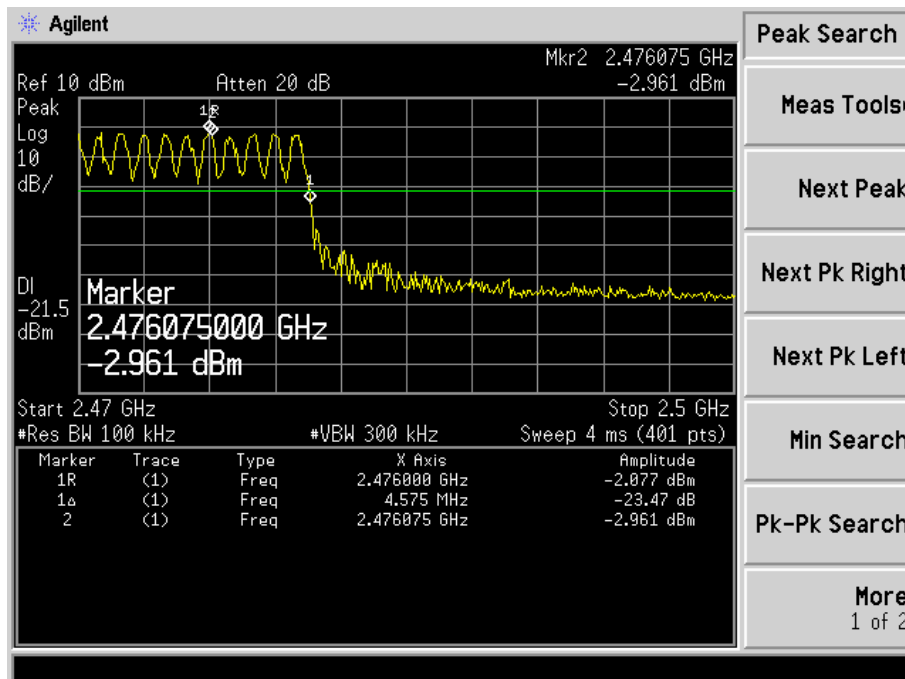 Agilent
Mkr2 2.476075 GHz
Ref 10 dBm Atten 20 dB −2.961 dBm
Peak
Log
10
dB/
1R
1
DI
−21.5
dBm
Marker
2.476075000 GHz
−2.961 dBm
Start 2.47 GHz Stop 2.5 GHz
#Res BW 100 kHz #VBW 300 kHz Sweep 4 ms (401 pts)
Marker Trace Type X Axis Amplitude
1R (1) Freq 2.476000 GHz −2.077 dBm
1Δ (1) Freq 4.575 MHz −23.47 dB
2 (1) Freq 2.476075 GHz −2.961 dBm
Peak Search
Meas Tools
Next Peak
Next Pk Right
Next Pk Left
Min Search
Pk−Pk Search
More
1 of 2